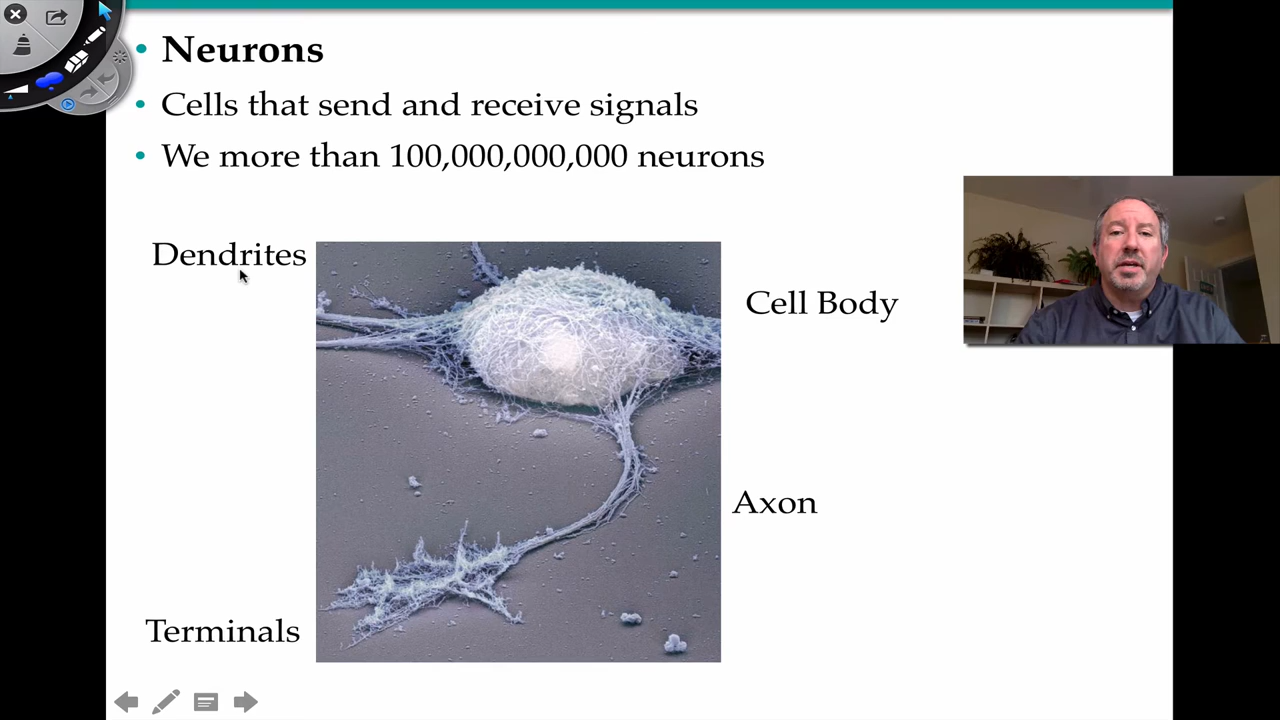 Neurons
Cells that send and receive signals
We more than 100,000,000,000 neurons
Dendrites
Cell Body
Axon
Terminals